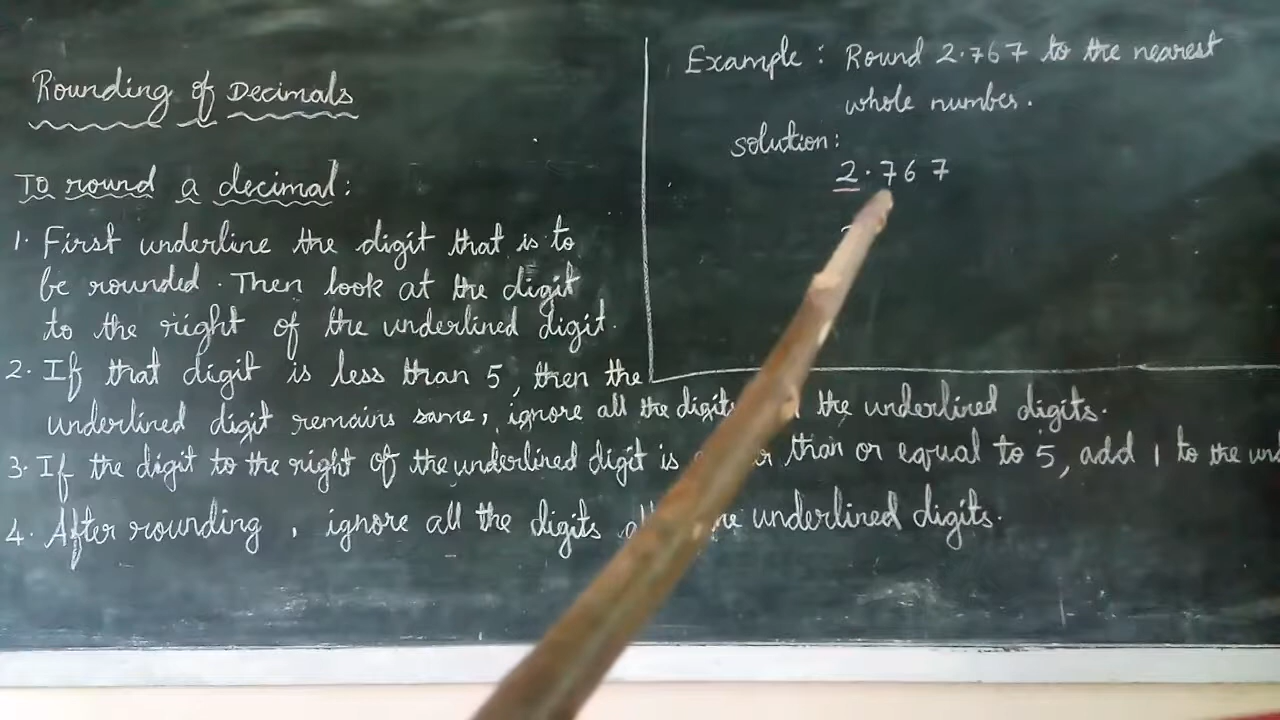 Rounding of Decimals
To round a decimal:
1. First underline the digit that is to
be rounded. Then look at the digit
to the right of the underlined digit.
2. If that digit is less than 5, then the
underlined digit remains same, ignore all the digits the underlined digits.
3. If the digit to the right of the underlined digit is than or equal to 5, add 1 to the
4. After rounding, ignore all the digits underlined digits.
Example: Round 2.767 to the nearest
whole number.
solution:
2.767